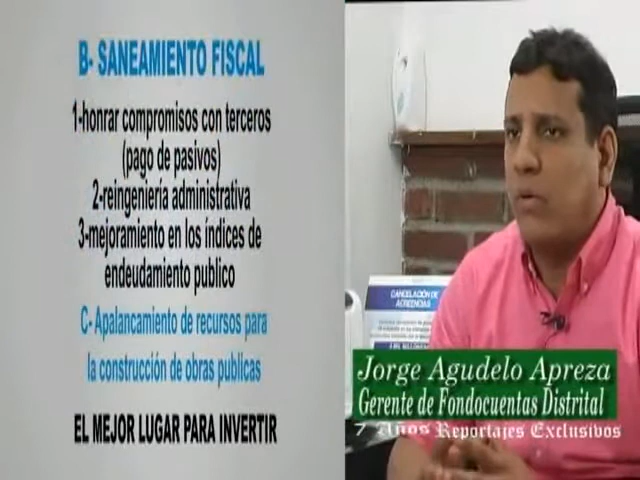 B- SANEAMIENTO FISCAL
1-honrar compromisos con terceros
(pago de pasivos)
2-reingeniería administrativa
3-mejoramiento en los índices de
endeudamiento publico
C- Apalancamiento de recursos para
la construcción de obras publicas
EL MEJOR LUGAR PARA INVERTIR
CANCELACIÓN DE
ACREENCIAS
Jorge Agudelo Apreza
Gerente de Fondocuentas Distrital
7 Años Reportajes Exclusivos